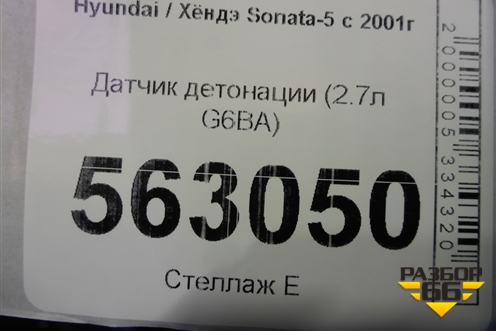 Hyundai / Хёндэ Sonata-5 с 2001г
Датчик детонации (2.7л
G6BA)
563050
Стеллаж Е
2000005334320
РАЗБОР
66